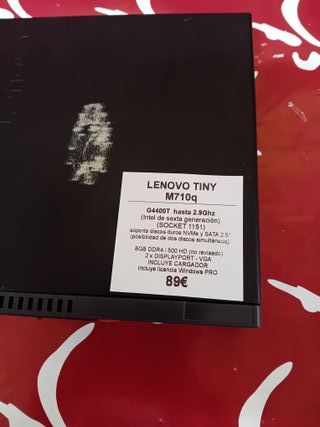 LENOVO TINY
M710q
G4400T hasta 2.9Ghz
(Intel de sexta generación)
(SOCKET 1151)
soporta discos duros NVMe y SATA 2.5"
(posibilidad de dos discos simultáneos)
8GB DDR4 / 500 HD (no revisado)
2 x DISPLAYPORT - VGA
INCLUYE CARGADOR
incluye licencia Windows PRO
89€